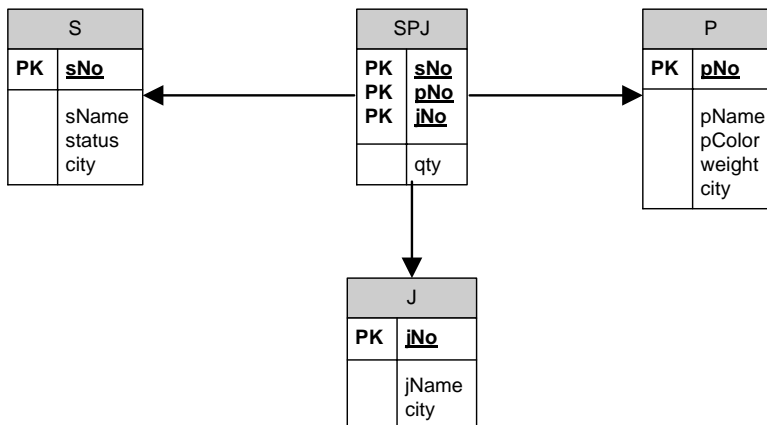 S
PK sNo
sName
status
city
SPJ
PK sNo
PK pNo
PK jNo
qty
P
PK pNo
pName
pColor
weight
city
J
PK jNo
jName
city